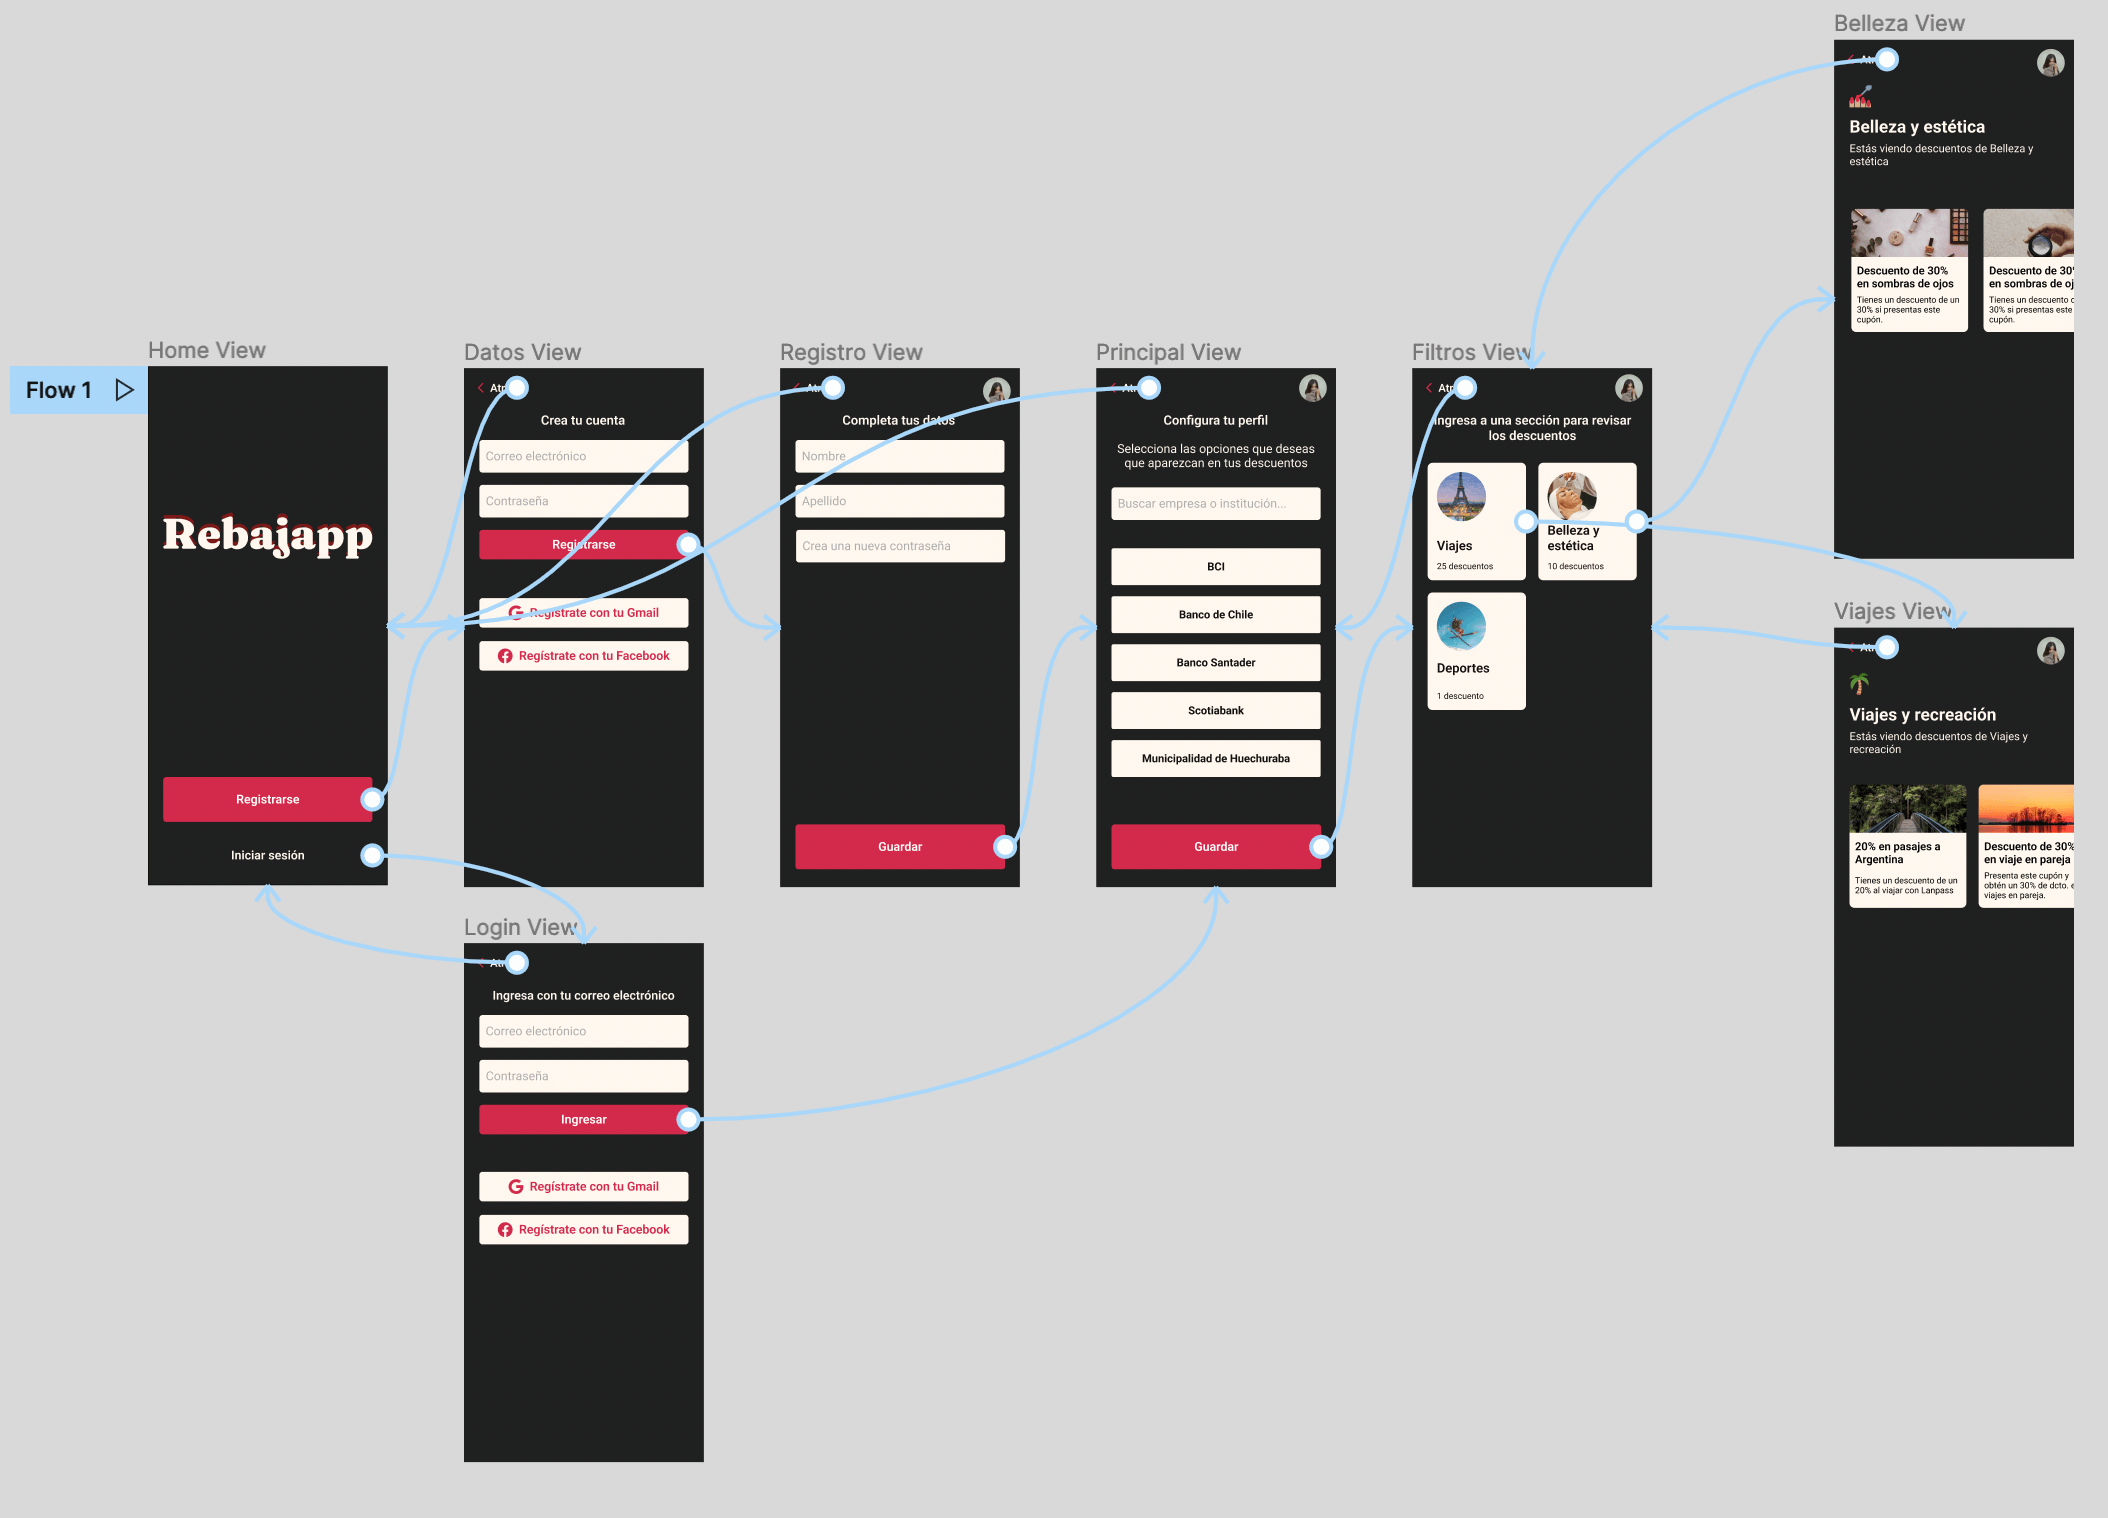 Flow 1
Home View
Rebajapp
Registrarse
Iniciar sesión
Datos View
Crea tu cuenta
Correo electrónico
Contraseña
Registrarse
Regístrate con tu Gmail
Regístrate con tu Facebook
Login View
Ingresa con tu correo electrónico
Correo electrónico
Contraseña
Ingresar
Regístrate con tu Gmail
Regístrate con tu Facebook
Registro View
Completa tus datos
Nombre
Apellido
Crea una nueva contraseña
Guardar
Principal View
Configura tu perfil
Selecciona las opciones que deseas
que aparezcan en tus descuentos
Buscar empresa o institución...
BCI
Banco de Chile
Banco Santader
Scotiabank
Municipalidad de Huechuraba
Guardar
Filtros View
Ingresa a una sección para revisar
los descuentos
Viajes
25 descuentos
Belleza y
estética
10 descuentos
Deportes
1 descuento
Belleza View
Belleza y estética
Estás viendo descuentos de Belleza y
estética
Descuento de 30%
en sombras de ojos
Tienes un descuento de un
30% si presentas este
cupón.
Descuento de 30
en sombras de oj
Tienes un descuento
30% si presentas este
cupón.
Viajes View
Viajes y recreación
Estás viendo descuentos de Viajes y
recreación
20% en pasajes a
Argentina
Tienes un descuento de un
20% al viajar con Lanpass
Descuento de 30%
en viaje en pareja
Presenta este cupón y
obtén un 30% de dcto. e
viajes en pareja.